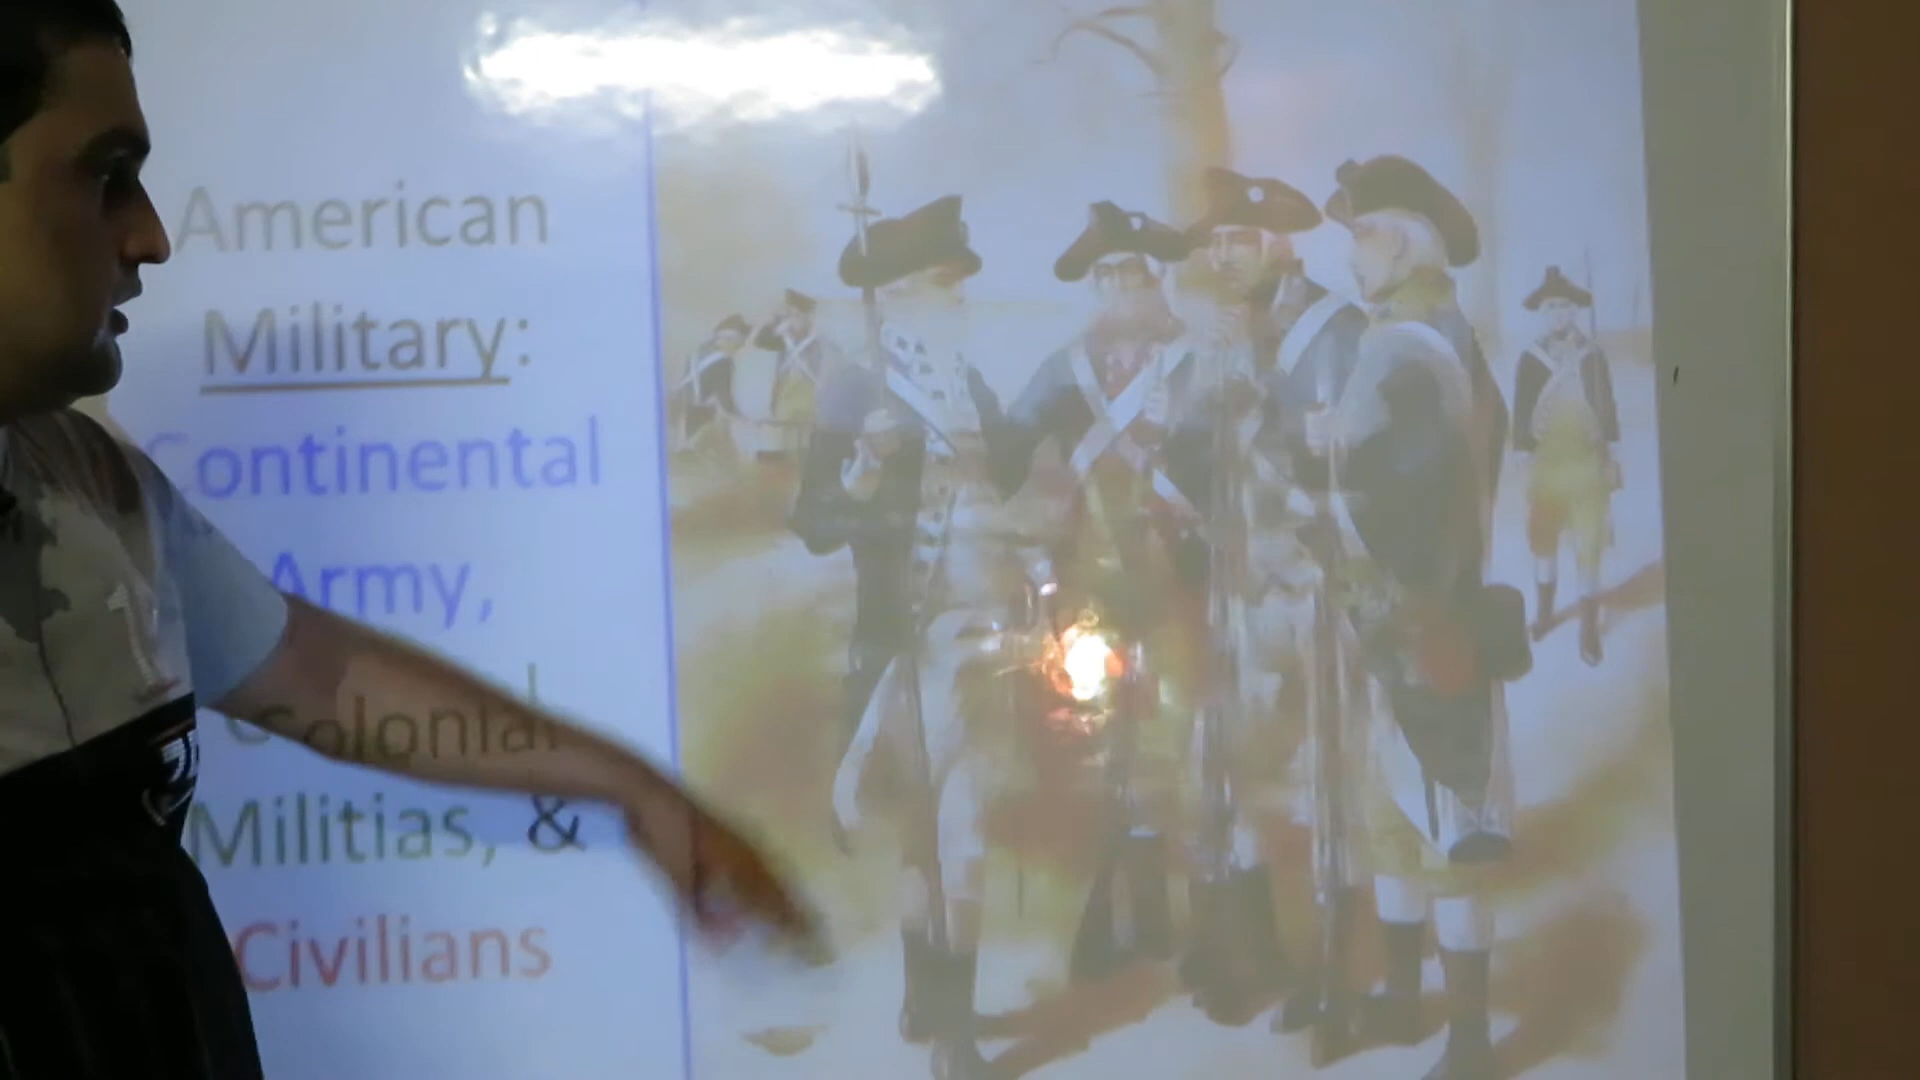 American
Military:
Continental
Army,
Colonial
Militias, &
Civilians